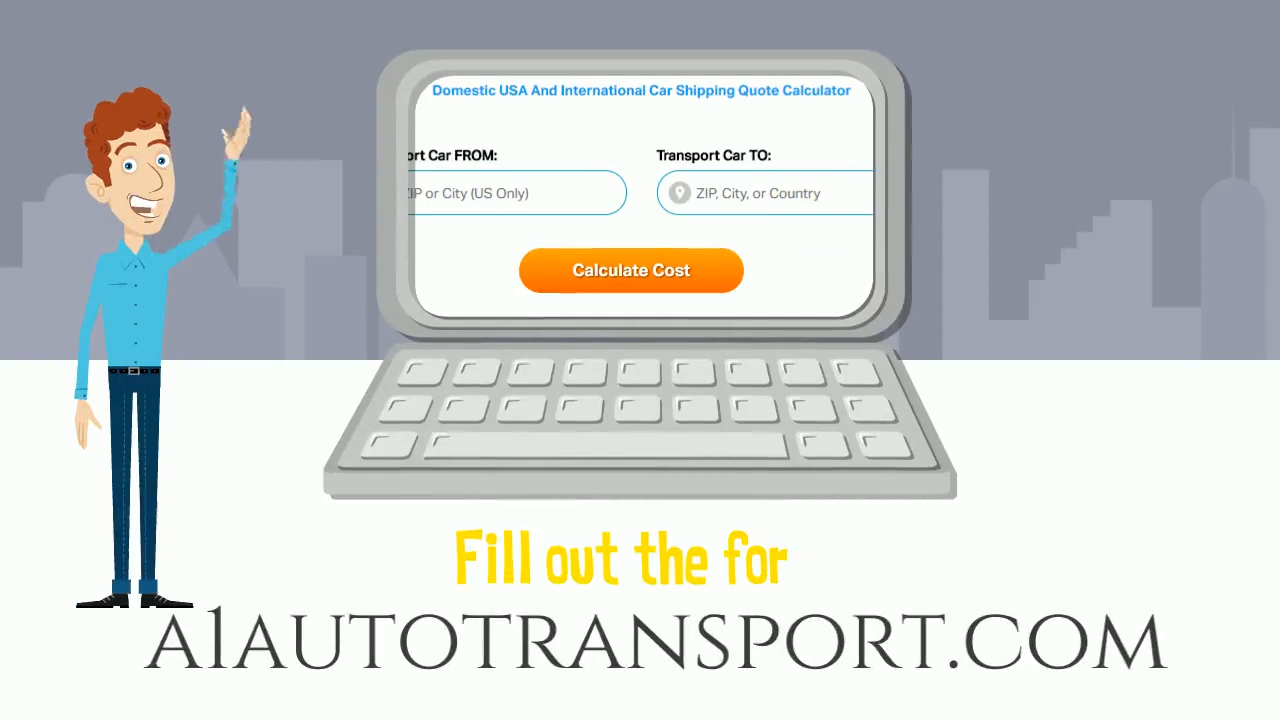 Domestic USA And International Car Shipping Quote Calculator
ort Car FROM:
Transport Car TO:
ZIP or City (US Only)
ZIP, City, or Country
Calculate Cost
Fill out the for
A1AUTOTRANSPORT.COM